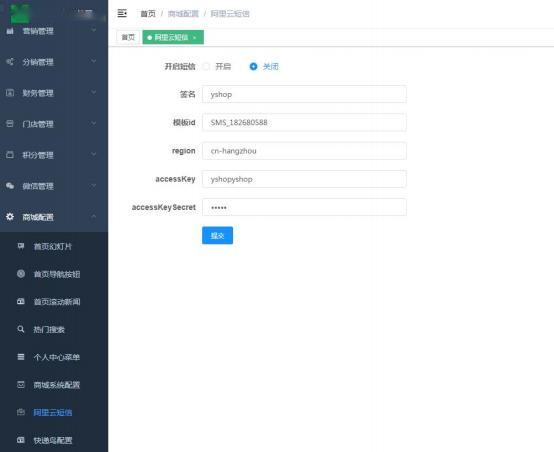 首页 / 商城配置 / 阿里云短信
首页 阿里云短信 ×
营销管理
分销管理
财务管理
门店管理
积分管理
微信管理
商城配置
首页幻灯片
首页导航按钮
首页滚动新闻
热门搜索
个人中心菜单
商城系统配置
阿里云短信
快递鸟配置
开启短信 开启 关闭
签名 yshop
模板id SMS_182680588
region cn-hangzhou
accessKey yshopyshop
accessKeySecret •••••
提交